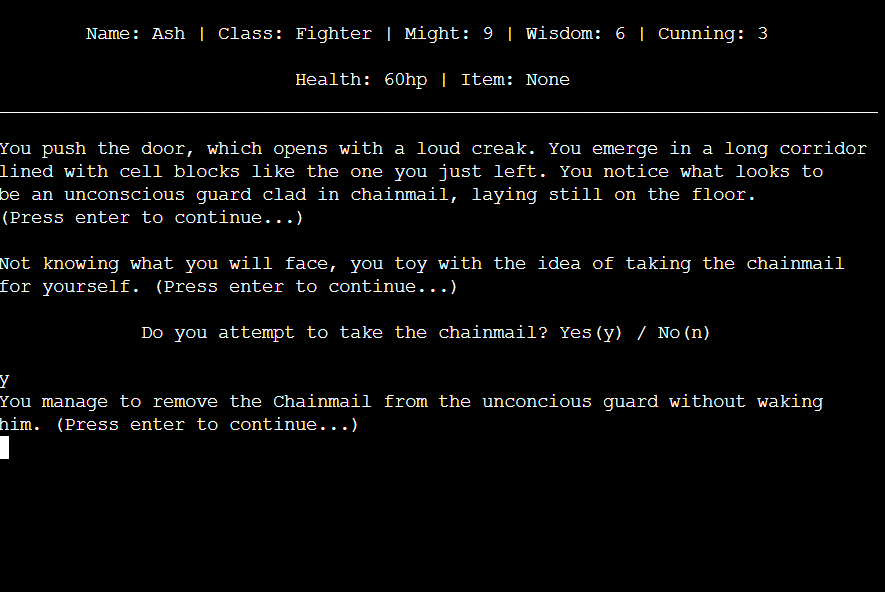 Name: Ash | Class: Fighter | Might: 9 | Wisdom: 6 | Cunning: 3
Health: 60hp | Item: None
You push the door, which opens with a loud creak. You emerge in a long corridor
lined with cell blocks like the one you just left. You notice what looks to
be an unconscious guard clad in chainmail, laying still on the floor.
(Press enter to continue...)
Not knowing what you will face, you toy with the idea of taking the chainmail
for yourself. (Press enter to continue...)
Do you attempt to take the chainmail? Yes(y) / No(n)
y
You manage to remove the Chainmail from the unconcious guard without waking
him. (Press enter to continue...)